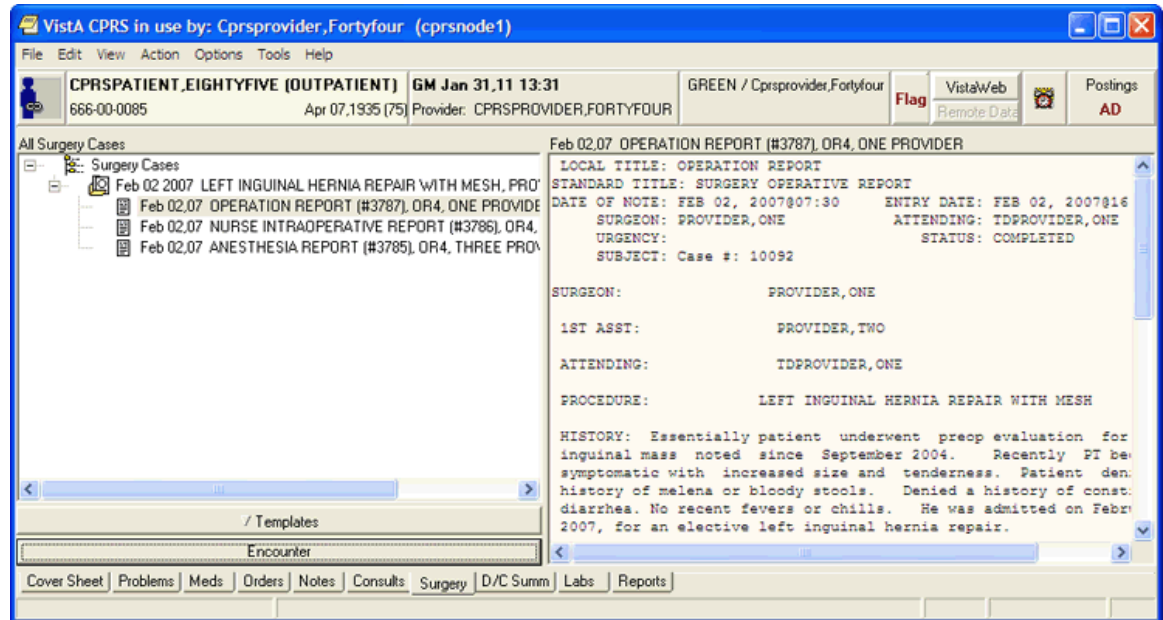 VistA CPRS in use by: Cprsprovider,Fortyfour (cprsnode1)
File Edit View Action Options Tools Help
CPRSPATIENT,EIGHTYFIVE (OUTPATIENT) GM Jan 31,11 13:31 GREEN / Cprsprovider,Fortyfour Flag VistaWeb Postings
666-00-0085 Apr 07,1935 (75) Provider: CPRSPROVIDER,FORTYFOUR Remote Data AD
All Surgery Cases
Surgery Cases
Feb 02 2007 LEFT INGUINAL HERNIA REPAIR WITH MESH, PRO
Feb 02,07 OPERATION REPORT (#3787), OR4, ONE PROVIDE
Feb 02,07 NURSE INTRAOPERATIVE REPORT (#3786), OR4,
Feb 02,07 ANESTHESIA REPORT (#3785), OR4, THREE PRO
/ Templates
Encounter
Feb 02,07 OPERATION REPORT (#3787), OR4, ONE PROVIDER
LOCAL TITLE: OPERATION REPORT
STANDARD TITLE: SURGERY OPERATIVE REPORT
DATE OF NOTE: FEB 02, 2007@07:30 ENTRY DATE: FEB 02, 2007@16
SURGEON: PROVIDER,ONE ATTENDING: TDPROVIDER,ONE
URGENCY: STATUS: COMPLETED
SUBJECT: Case #: 10092
SURGEON: PROVIDER,ONE
1ST ASST: PROVIDER,TWO
ATTENDING: TDPROVIDER,ONE
PROCEDURE: LEFT INGUINAL HERNIA REPAIR WITH MESH
HISTORY: Essentially patient underwent preop evaluation for
inguinal mass noted since September 2004. Recently PT be
symptomatic with increased size and tenderness. Patient den
history of melena or bloody stools. Denied a history of const
diarrhea. No recent fevers or chills. He was admitted on Febr
2007, for an elective left inguinal hernia repair.
Cover Sheet Problems Meds Orders Notes Consults Surgery D/C Summ Labs Reports